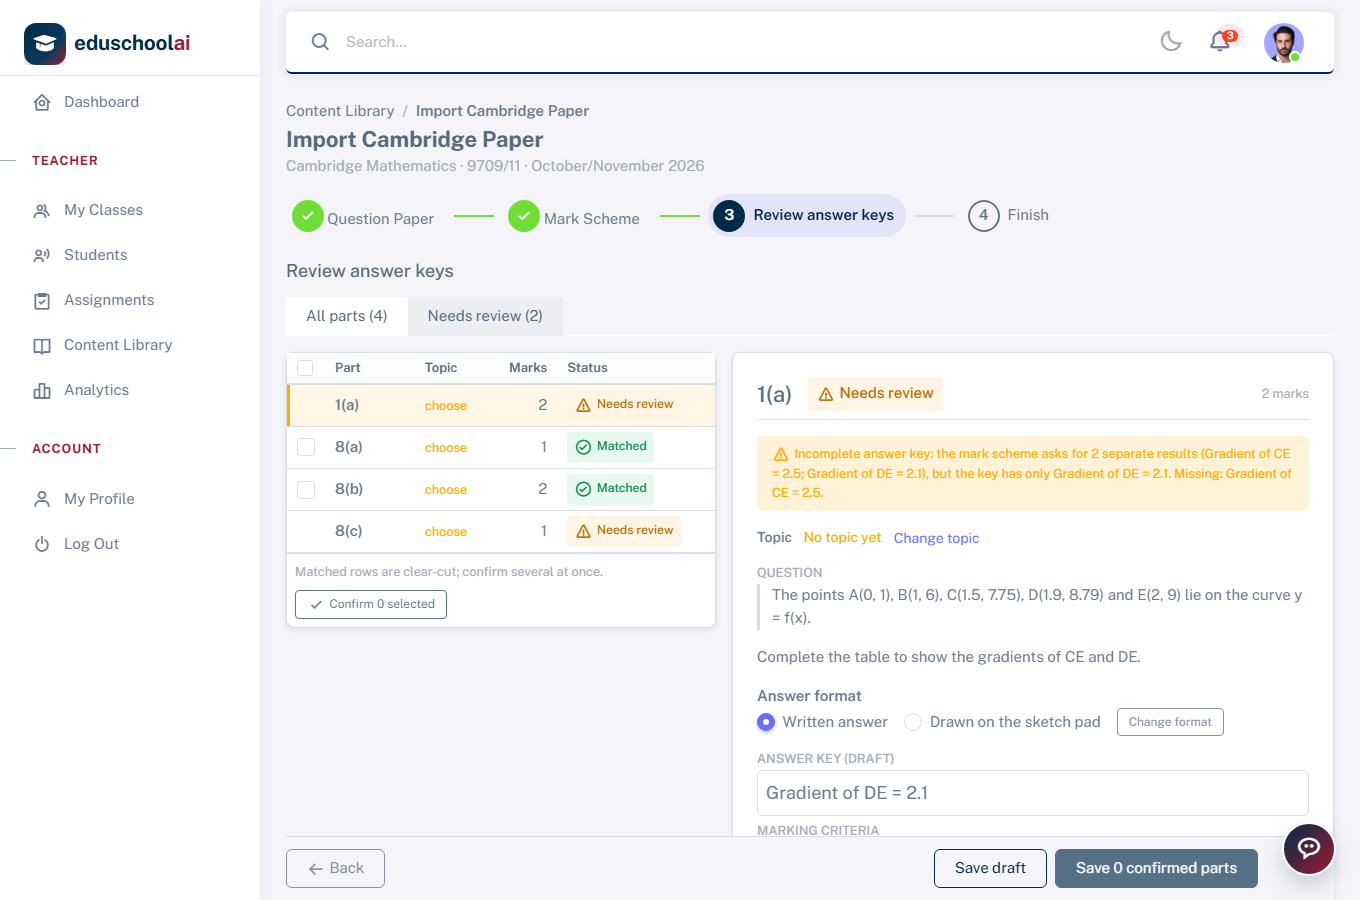 eduschoolai
Search...
3
Dashboard
TEACHER
My Classes
Students
Assignments
Content Library
Analytics
ACCOUNT
My Profile
Log Out
Content Library / Import Cambridge Paper
Import Cambridge Paper
Cambridge Mathematics · 9709/11 · October/November 2026
Question Paper
Mark Scheme
3 Review answer keys
4 Finish
Review answer keys
All parts (4)
Needs review (2)
Part Topic Marks Status
1(a) choose 2 Needs review
8(a) choose 1 Matched
8(b) choose 2 Matched
8(c) choose 1 Needs review
Matched rows are clear-cut; confirm several at once.
Confirm 0 selected
1(a) Needs review 2 marks
Incomplete answer key: the mark scheme asks for 2 separate results (Gradient of CE
= 2.5; Gradient of DE = 2.1), but the key has only Gradient of DE = 2.1. Missing: Gradient of
CE = 2.5.
Topic No topic yet Change topic
QUESTION
The points A(0, 1), B(1, 6), C(1.5, 7.75), D(1.9, 8.79) and E(2, 9) lie on the curve y
= f(x).
Complete the table to show the gradients of CE and DE.
Answer format
Written answer Drawn on the sketch pad Change format
ANSWER KEY (DRAFT)
Gradient of DE = 2.1
MARKING CRITERIA
Back
Save draft
Save 0 confirmed parts